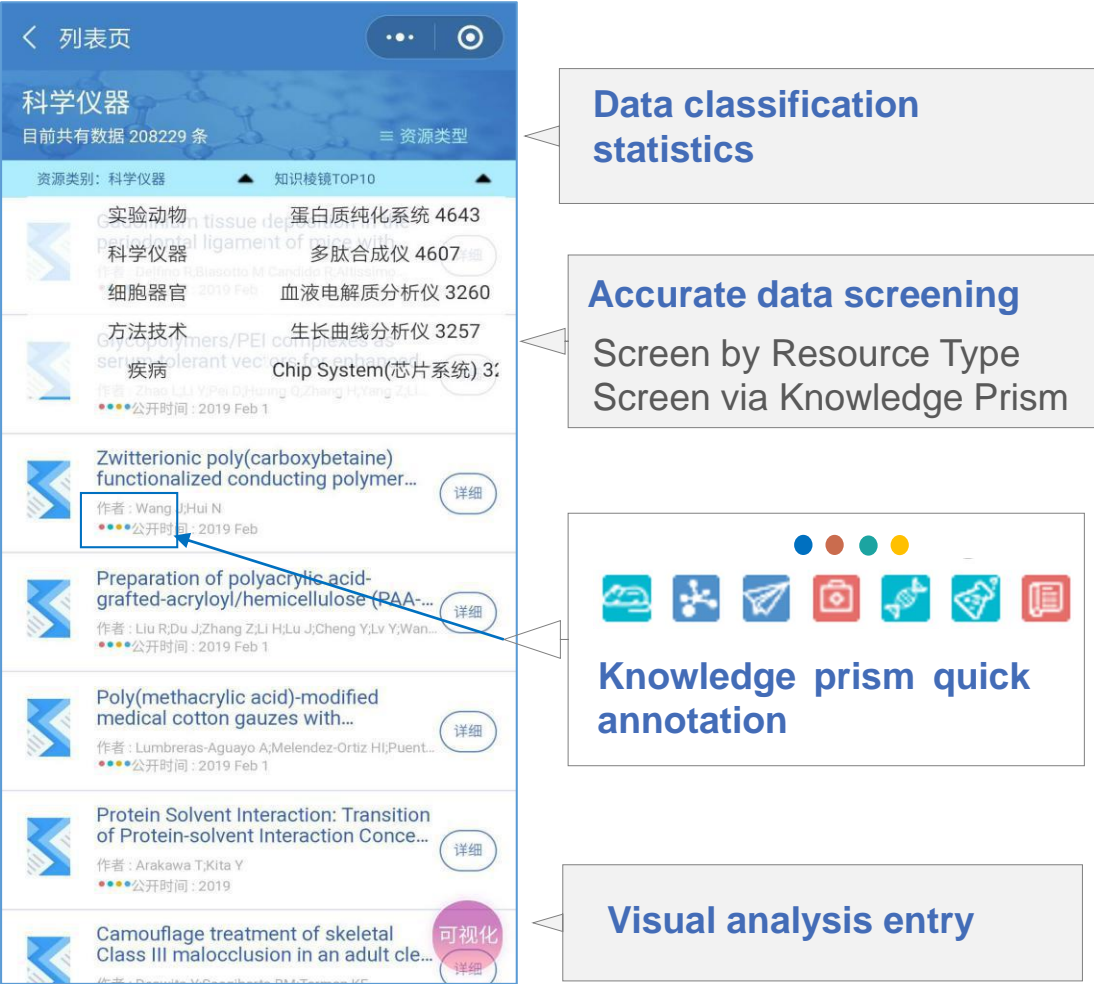 列表页
科学仪器
目前共有数据 208229 条
资源类型
资源类别：科学仪器
知识棱镜TOP10
实验动物
蛋白质纯化系统 4643
科学仪器
多肽合成仪 4607
细胞器官
血液电解质分析仪 3260
方法技术
生长曲线分析仪 3257
疾病
Chip System(芯片系统)
公开时间 : 2019 Feb 1
Zwitterionic poly(carboxybetaine)
functionalized conducting polymer...
作者 : Wang J;Hui N
公开时间 : 2019 Feb
详细
Preparation of polyacrylic acid-
grafted-acryloyl/hemicellulose (PAA-...
作者 : Liu R;Du J;Zhang Z;Li H;Lu J;Cheng Y;Lv Y;Wan...
公开时间 : 2019 Feb 1
详细
Poly(methacrylic acid)-modified
medical cotton gauzes with...
作者 : Lumbreras-Aguayo A;Melendez-Ortiz HI;Puent...
公开时间 : 2019 Feb 1
详细
Protein Solvent Interaction: Transition
of Protein-solvent Interaction Conce...
作者 : Arakawa T;Kita Y
公开时间 : 2019
详细
Camouflage treatment of skeletal
Class III malocclusion in an adult cle...
可视化
详细
Data classification
statistics
Accurate data screening
Screen by Resource Type
Screen via Knowledge Prism
Knowledge prism quick
annotation
Visual analysis entry